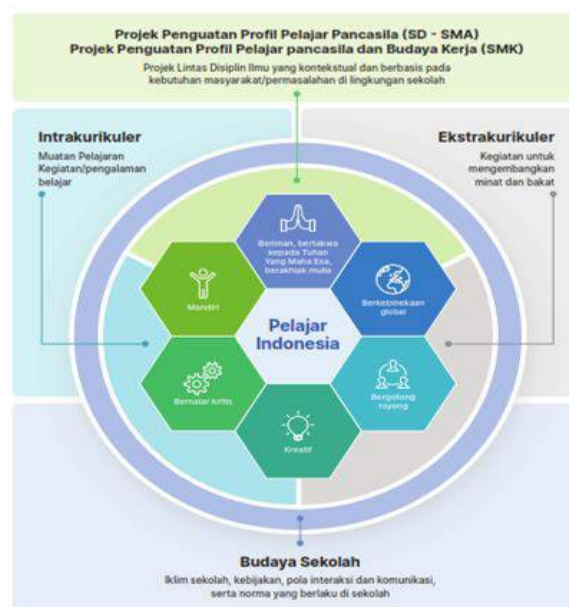 Projek Penguatan Profil Pelajar Pancasila (SD - SMA)
Projek Penguatan Profil Pelajar pancasila dan Budaya Kerja (SMK)
Projek Lintas Disiplin Ilmu yang kontekstual dan berbasis pada
kebutuhan masyarakat/permasalahan di lingkungan sekolah
Intrakurikuler
Muatan Pelajaran
Kegiatan/pengalaman
belajar
Ekstrakurikuler
Kegiatan untuk
mengembangkan
minat dan bakat
Beriman, bertakwa
kepada Tuhan
Yang Maha Esa,
berakhlak mulia
Mandiri
Berkebinekaan
global
Pelajar
Indonesia
Bernalar kritis
Bergotong
royong
Kreatif
Budaya Sekolah
Iklim sekolah, kebijakan, pola interaksi dan komunikasi,
serta norma yang berlaku di sekolah